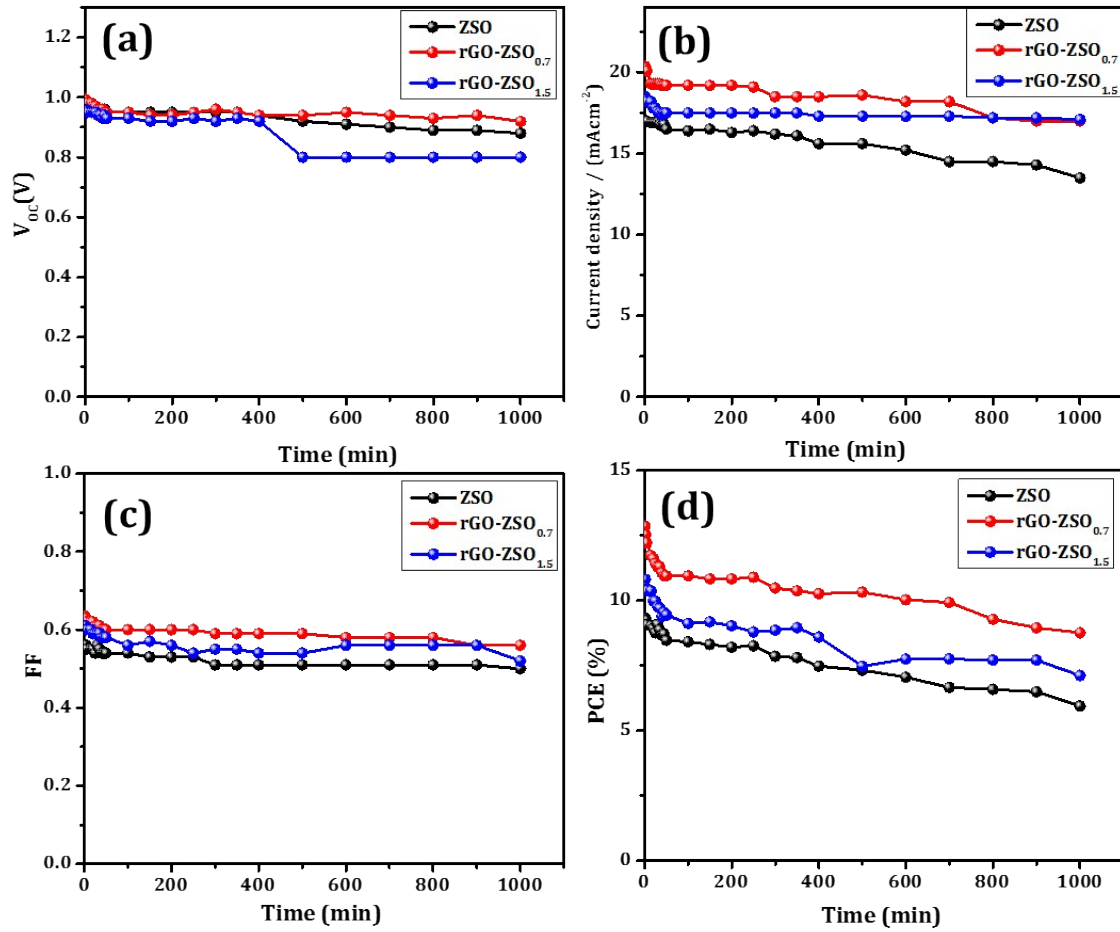 (a)
ZSO
rGO-ZSO0.7
rGO-ZSO1.5
1.2
1.0
0.8
0.6
0.4
0.2
0.0
VOC(V)
0 200 400 600 800 1000
Time (min)
(b)
ZSO
rGO-ZSO0.7
rGO-ZSO1.5
20
15
10
5
0
Current density / (mAcm-2)
0 200 400 600 800 1000
Time (min)
(c)
ZSO
rGO-ZSO0.7
rGO-ZSO1.5
1.0
0.8
0.6
0.4
0.2
0.0
FF
0 200 400 600 800 1000
Time (min)
(d)
ZSO
rGO-ZSO0.7
rGO-ZSO1.5
15
10
5
0
PCE (%)
0 200 400 600 800 1000
Time (min)